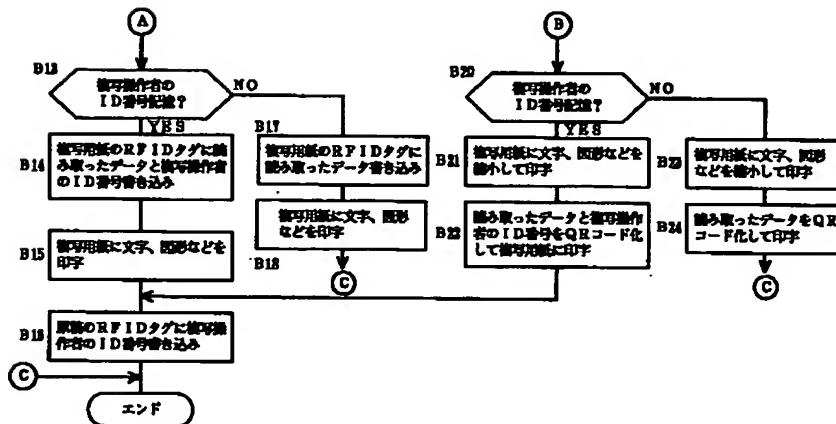 A
B13
複写操作者の
ID番号記憶?
NO
YES
B14
複写用紙のRFIDタグに読
み取ったデータと複写操作者
のID番号書き込み
B15
複写用紙に文字、図形などを
印字
B16
原稿のRFIDタグに複写操
作者のID番号書き込み
C
エンド
B17
複写用紙のRFIDタグに
読み取ったデータ書き込み
複写用紙に文字、図形
などを印字
B18
C
B
B20
複写操作者の
ID番号記憶?
NO
YES
B21
複写用紙に文字、図形などを
縮小して印字
B22
読み取ったデータと複写操作
者のID番号をQRコード化
して複写用紙に印字
B23
複写用紙に文字、図形
などを縮小して印字
B24
読み取ったデータをQR
コード化して印字
C